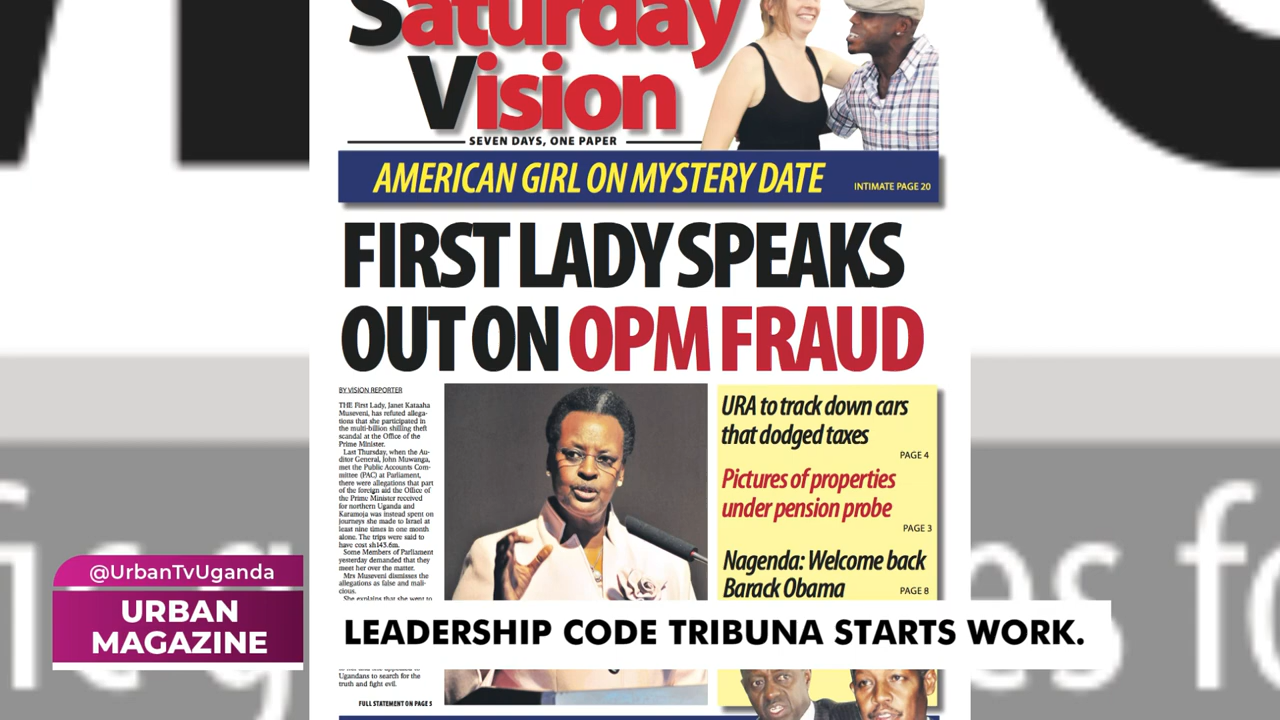 Saturday
Vision
SEVEN DAYS, ONE PAPER
AMERICAN GIRL ON MYSTERY DATE
INTIMATE PAGE 20
FIRST LADY SPEAKS
OUT ON OPM FRAUD
BY VISION REPORTER
THE First Lady, Janet Kataaha
Museveni, has refuted allega-
tions that she participated in
the multi-billion shilling theft
scandal at the Office of the
Prime Minister.
Last Thursday, when the Au-
ditor General, John Muwanga,
met the Public Accounts Com-
mittee (PAC) at Parliament,
there were allegations that part
of the foreign aid the Office of
the Prime Minister received
for northern Uganda and
Karamoja was instead spent on
journeys she made to Israel at
least nine times in one month
alone. The trips were said to
have cost sh143.6m.
Some Members of Parliament
yesterday demanded that they
meet her over the matter.
Mrs Museveni dismisses the
allegations as false and mali-
cious.
She explains that she went to
Ugandans to search for the
truth and fight evil.
FULL STATEMENT ON PAGE 5
URA to track down cars
that dodged taxes
PAGE 4
Pictures of properties
under pension probe
PAGE 3
Nagenda: Welcome back
Barack Obama
PAGE 8
@UrbanTvUganda
URBAN
MAGAZINE
LEADERSHIP CODE TRIBUNA STARTS WORK.